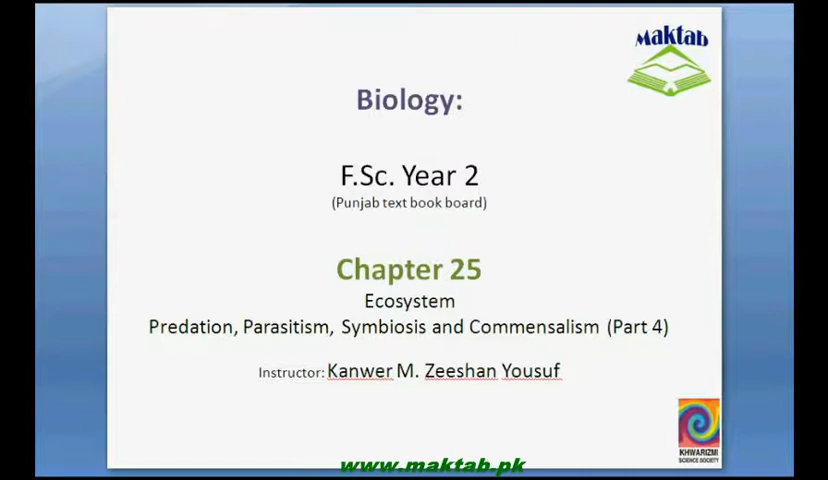 Maktab
Biology:
F.Sc. Year 2
(Punjab text book board)
Chapter 25
Ecosystem
Predation, Parasitism, Symbiosis and Commensalism (Part 4)
Instructor: Kanwer M. Zeeshan Yousuf
KHWARIZMI
SCIENCE SOCIETY
www.maktab.pk